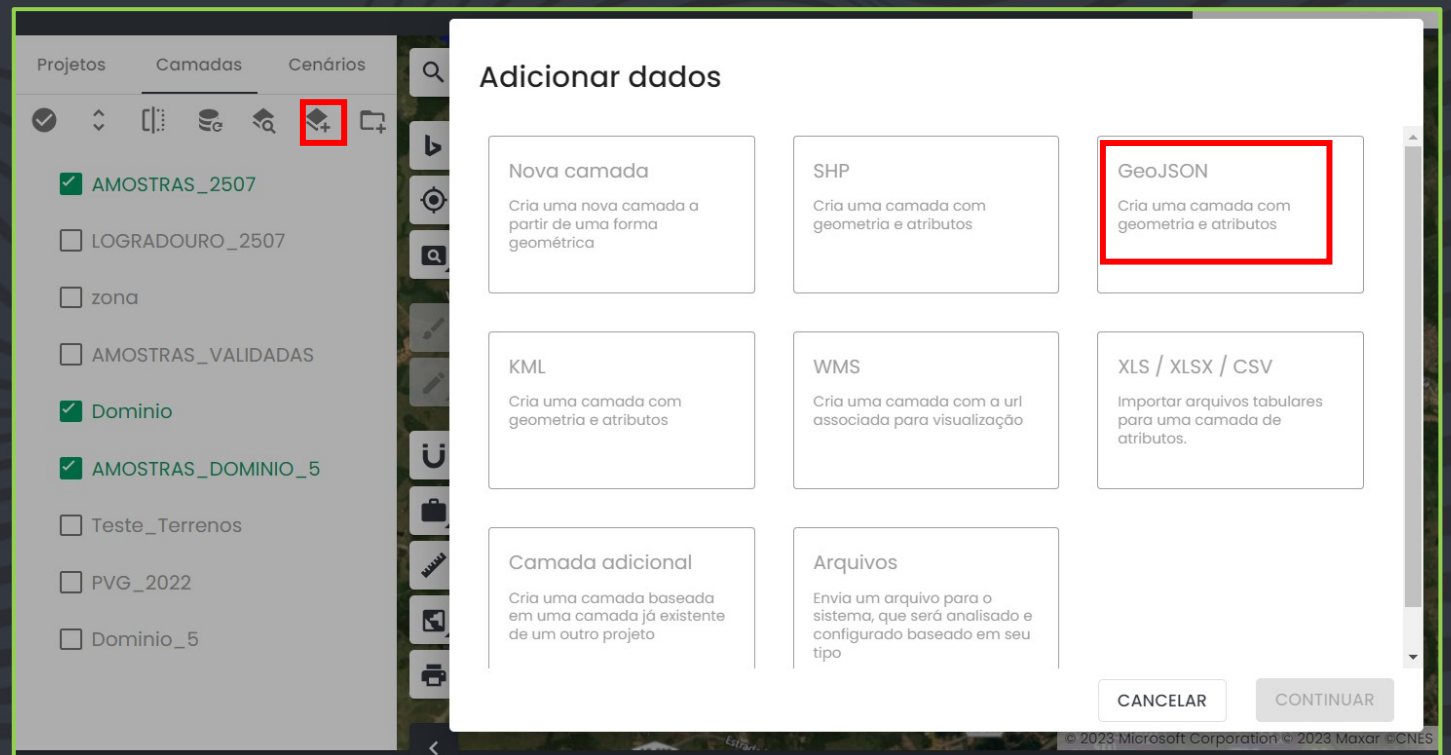 Projetos Camadas Cenários
AMOSTRAS_2507
LOGRADOURO_2507
zona
AMOSTRAS_VALIDADAS
Dominio
AMOSTRAS_DOMINIO_5
Teste_Terrenos
PVG_2022
Dominio_5
Adicionar dados
Nova camada
Cria uma nova camada a
partir de uma forma
geométrica
SHP
Cria uma camada com
geometria e atributos
GeoJSON
Cria uma camada com
geometria e atributos
KML
Cria uma camada com
geometria e atributos
WMS
Cria uma camada com a url
associada para visualização
XLS / XLSX / CSV
Importar arquivos tabulares
para uma camada de
atributos.
Camada adicional
Cria uma camada baseada
em uma camada já existente
de um outro projeto
Arquivos
Envia um arquivo para o
sistema, que será analisado e
configurado baseado em seu
tipo
CANCELAR CONTINUAR
© 2023 Microsoft Corporation © 2023 Maxar ©CNES